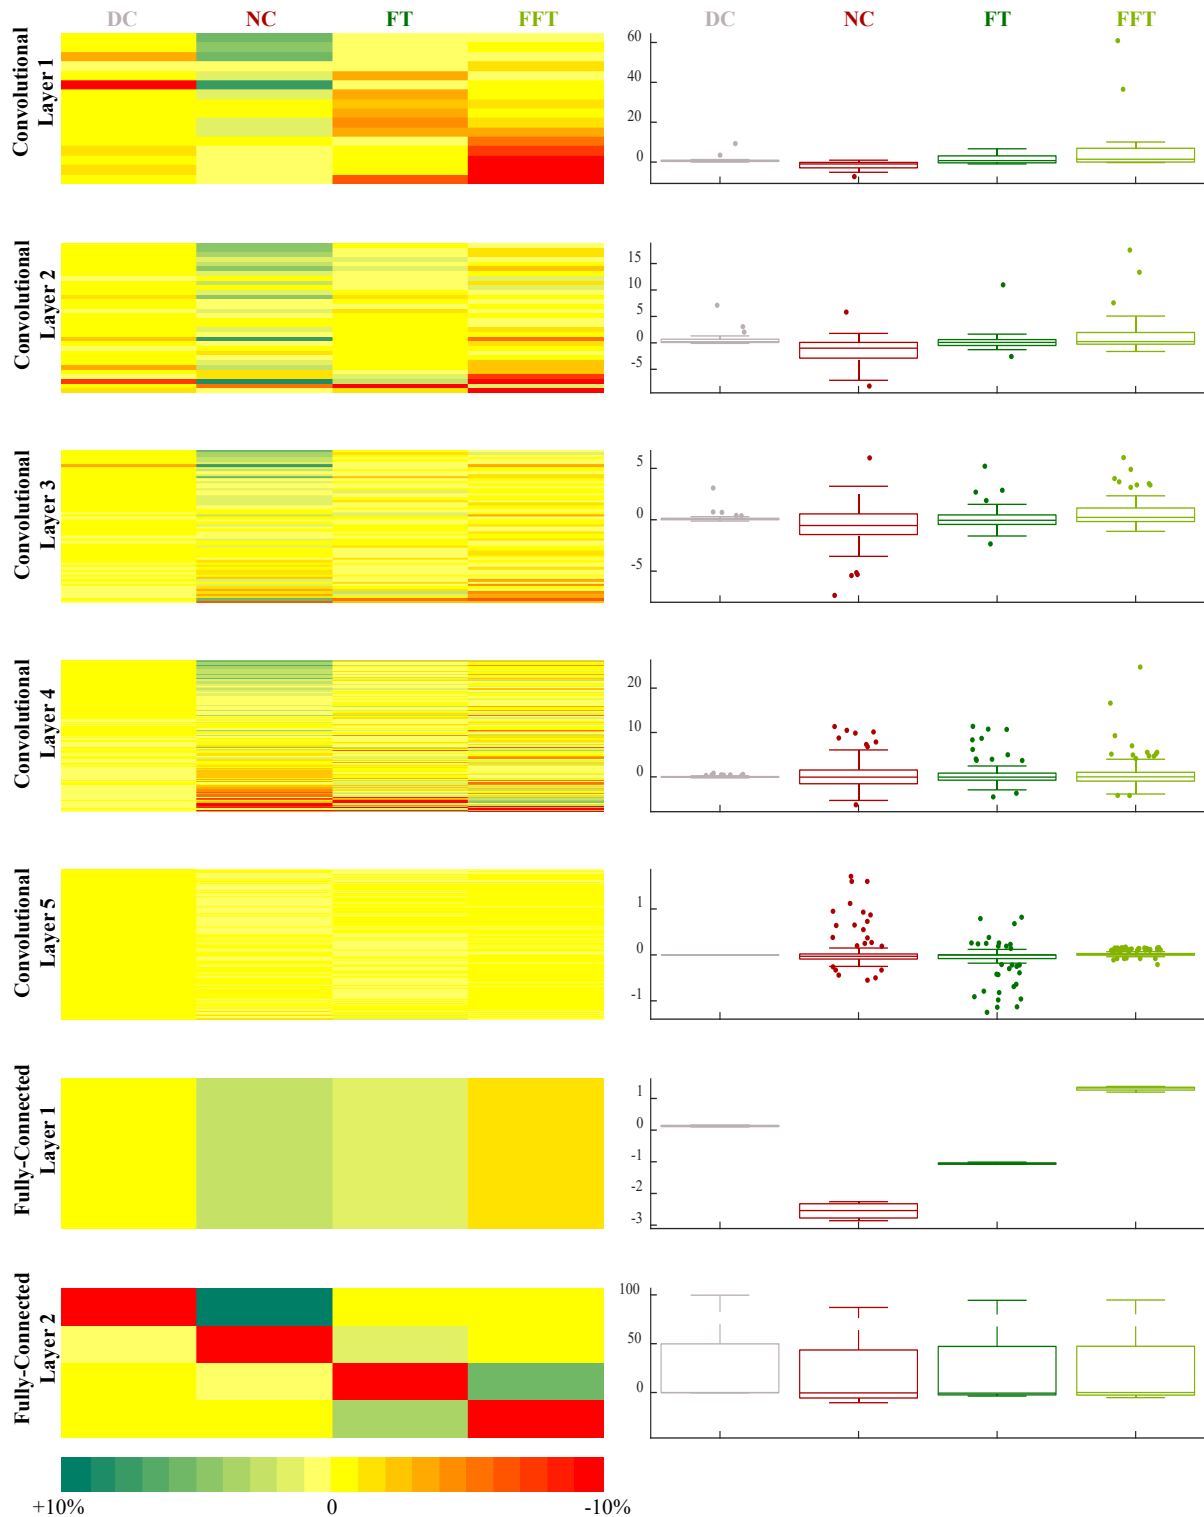 DC NC FT FFT DC NC FT FFT
Convolutional
Layer 1
60
40
20
0
Convolutional
Layer 2
15
10
5
0
-5
Convolutional
Layer 3
5
0
-5
Convolutional
Layer 4
20
10
0
Convolutional
Layer 5
1
0
-1
Fully-Connected
Layer 1
1
0
-1
-2
-3
Fully-Connected
Layer 2
100
50
0
+10% 0 -10%